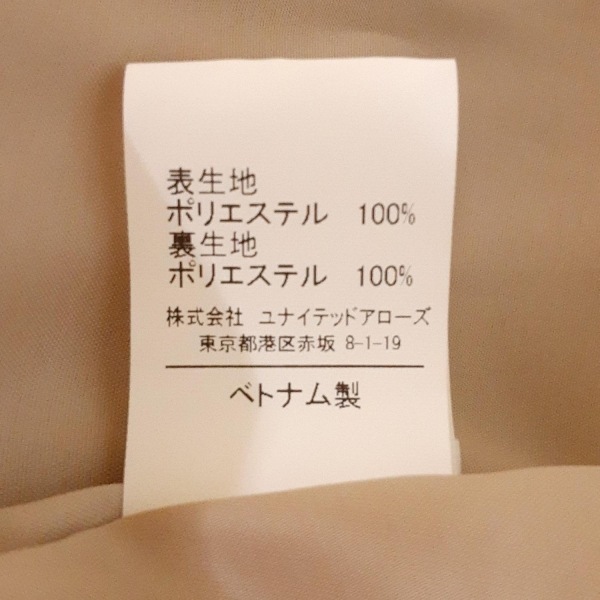 表生地
ポリエステル 100%
裏生地
ポリエステル 100%
株式会社 ユナイテッドアローズ
東京都港区赤坂 8-1-19
ベトナム製